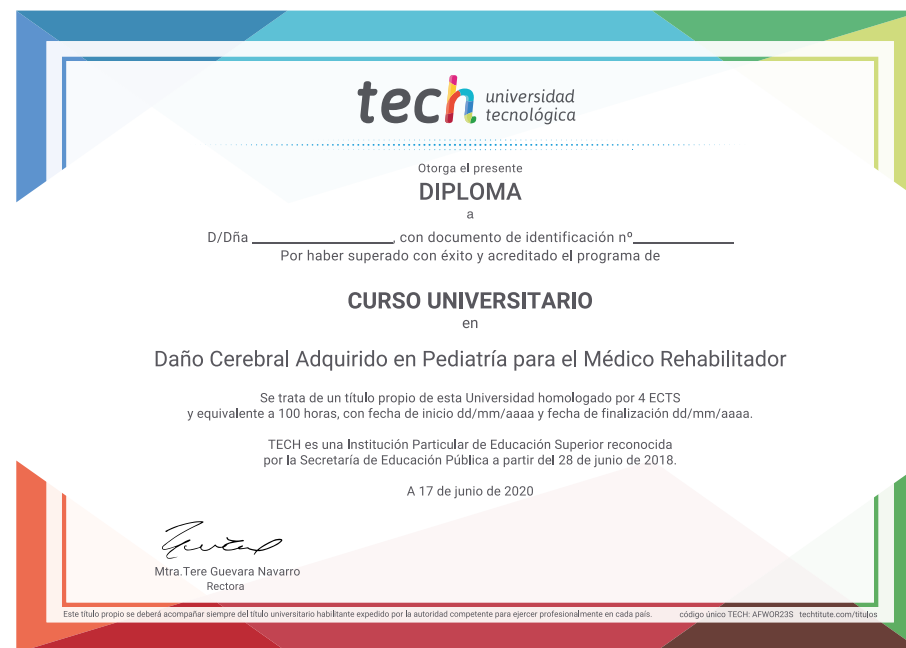 tech universidad
tecnológica
Otorga el presente
DIPLOMA
a
D/Dña ____________________, con documento de identificación nº______________
Por haber superado con éxito y acreditado el programa de
CURSO UNIVERSITARIO
en
Daño Cerebral Adquirido en Pediatría para el Médico Rehabilitador
Se trata de un título propio de esta Universidad homologado por 4 ECTS
y equivalente a 100 horas, con fecha de inicio dd/mm/aaaa y fecha de finalización dd/mm/aaaa.
TECH es una Institución Particular de Educación Superior reconocida
por la Secretaría de Educación Pública a partir del 28 de junio de 2018.
A 17 de junio de 2020
Mtra.Tere Guevara Navarro
Rectora
Este título propio se deberá acompañar siempre del título universitario habilitante expedido por la autoridad competente para ejercer profesionalmente en cada país. código único TECH: AFWOR23S techtitute.com/titulos